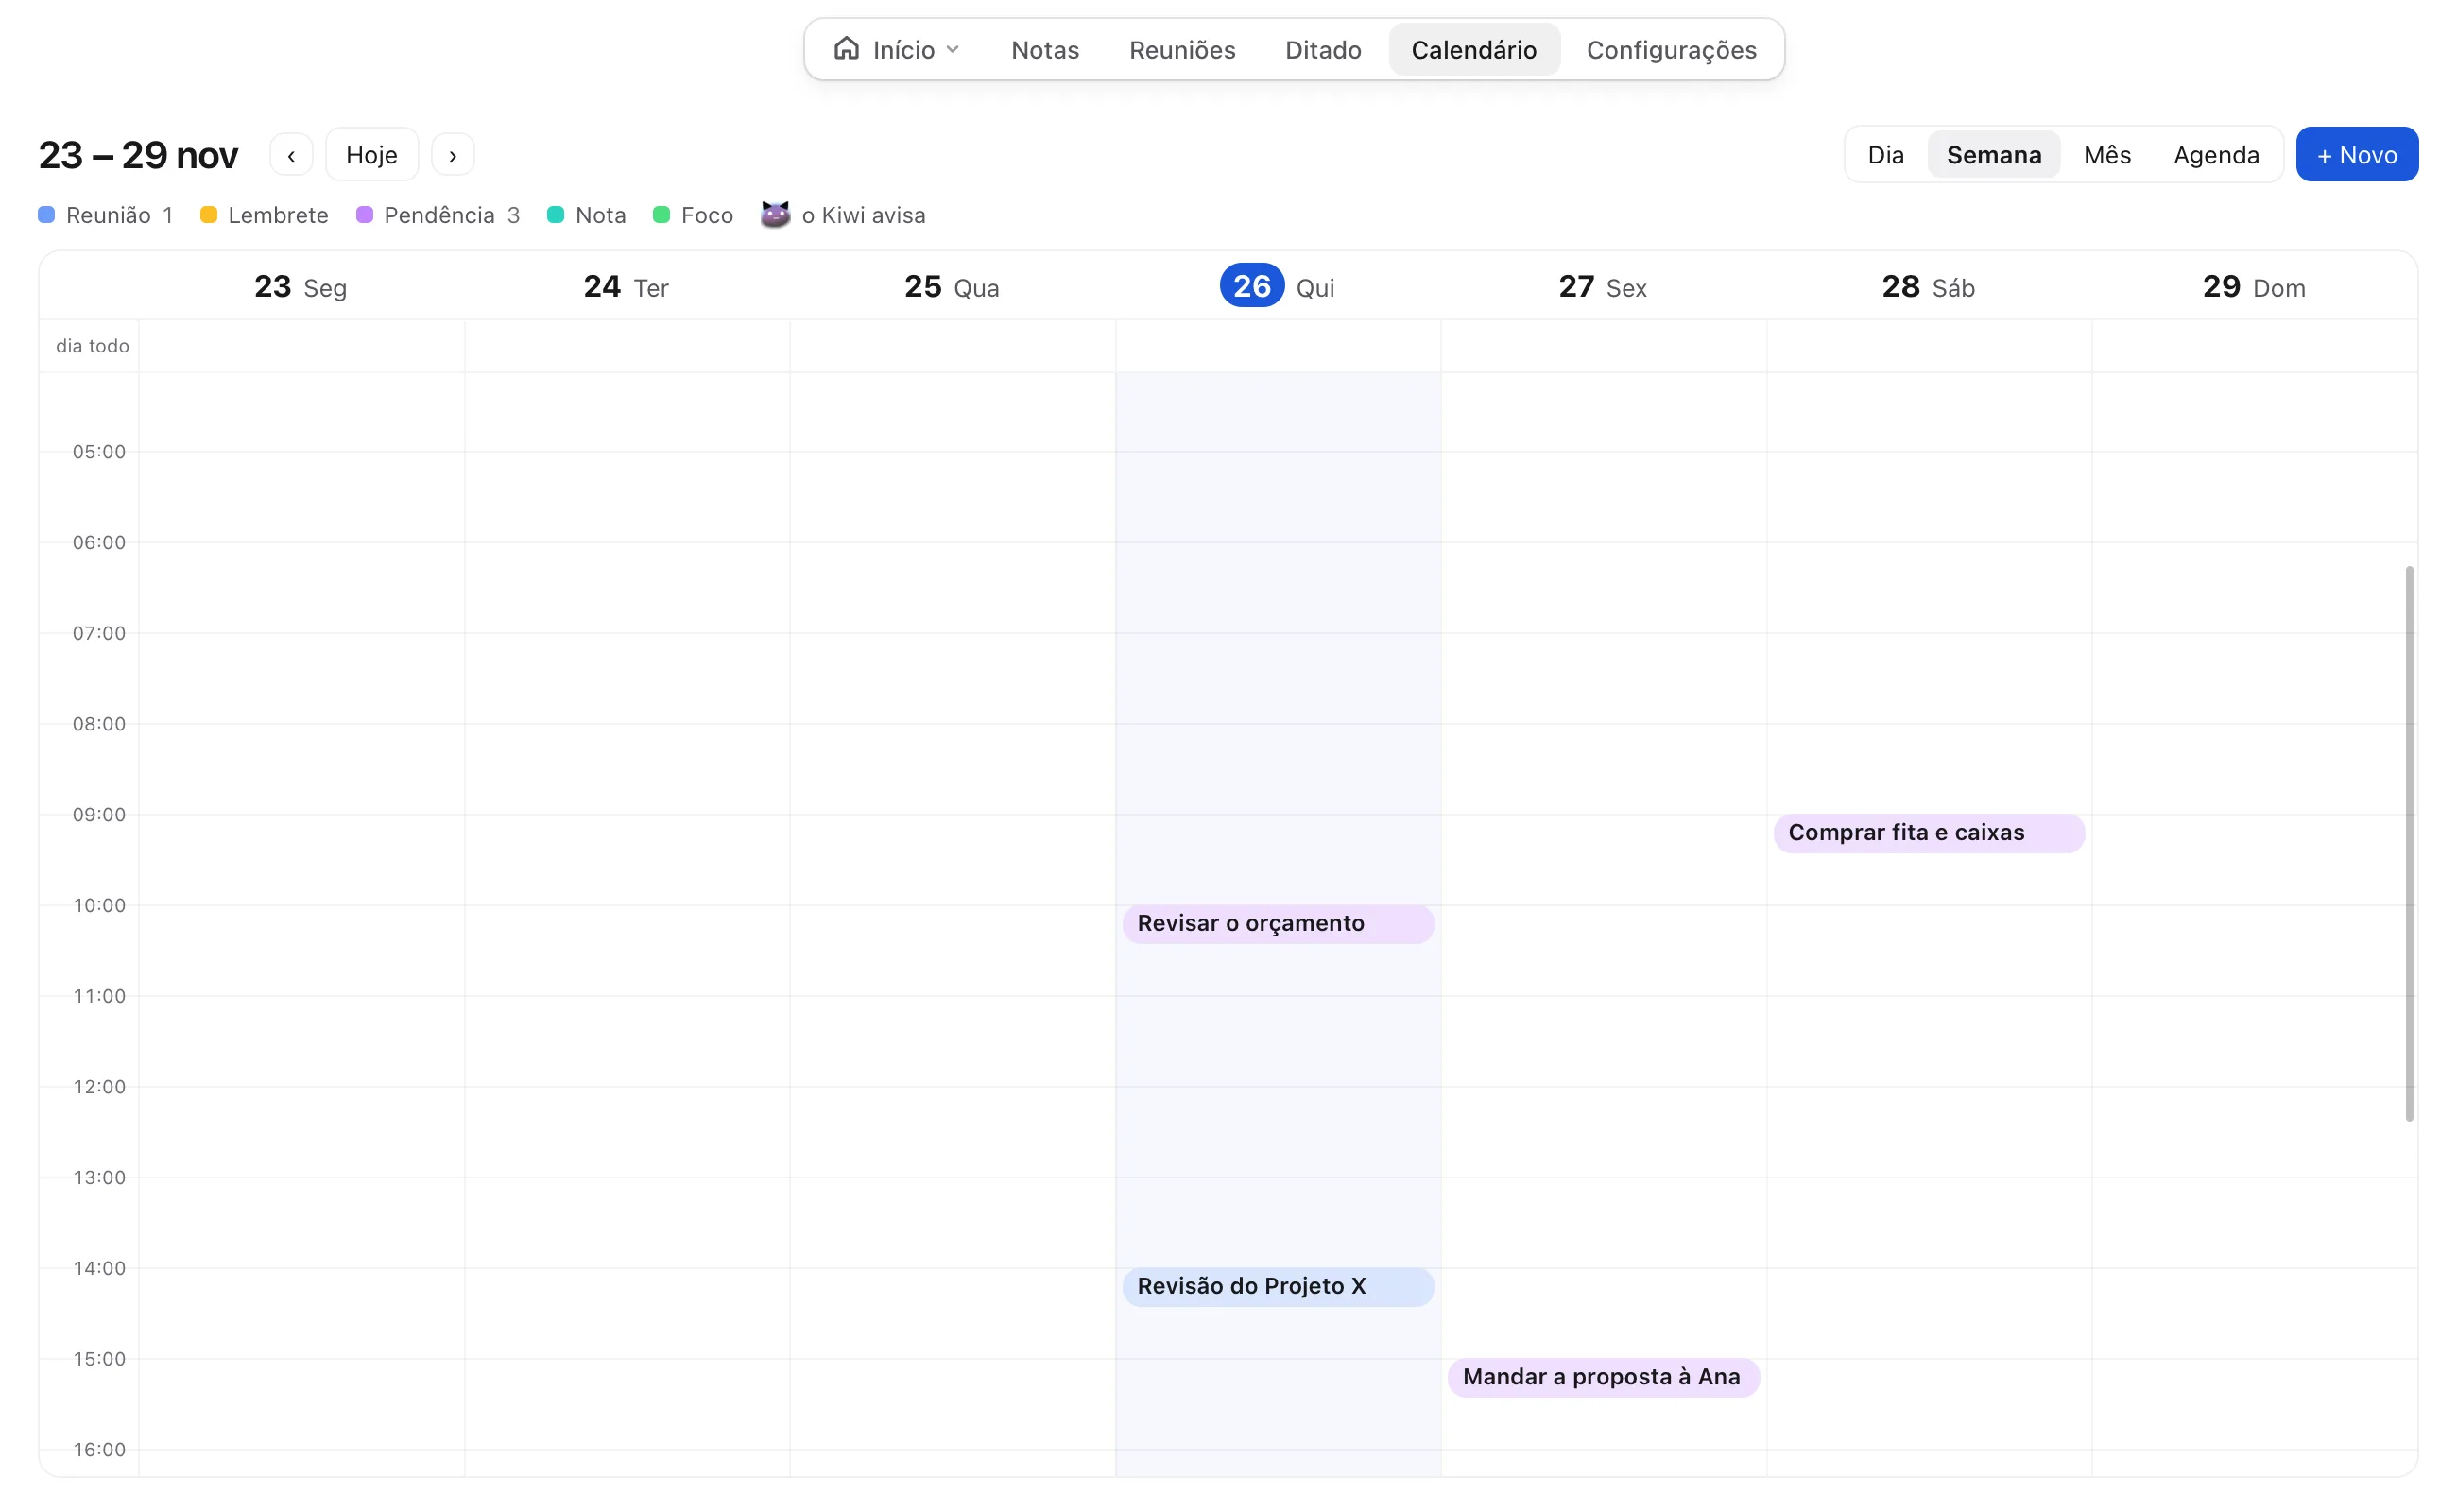 Início Notas Reuniões Ditado Calendário Configurações
23 – 29 nov ‹ Hoje › Dia Semana Mês Agenda + Novo
Reunião 1 Lembrete Pendência 3 Nota Foco o Kiwi avisa
23 Seg 24 Ter 25 Qua 26 Qui 27 Sex 28 Sáb 29 Dom
dia todo
05:00
06:00
07:00
08:00
09:00 Comprar fita e caixas
10:00 Revisar o orçamento
11:00
12:00
13:00
14:00 Revisão do Projeto X
15:00 Mandar a proposta à Ana
16:00